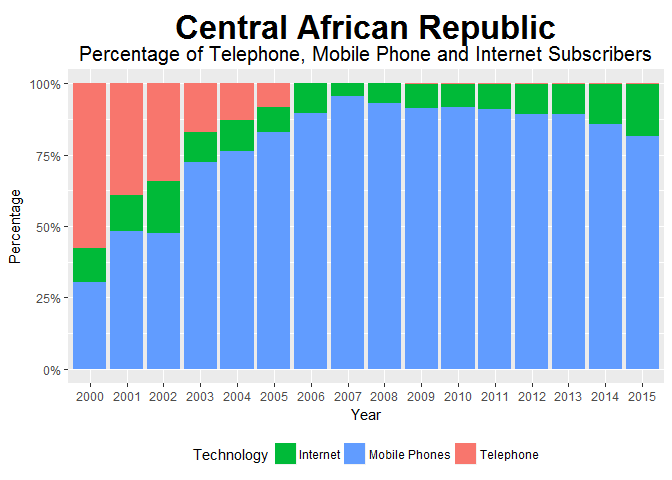 Central African Republic
Percentage of Telephone, Mobile Phone and Internet Subscribers
100%
75%
50%
25%
0%
Percentage
2000 2001 2002 2003 2004 2005 2006 2007 2008 2009 2010 2011 2012 2013 2014 2015
Year
Technology Internet Mobile Phones Telephone